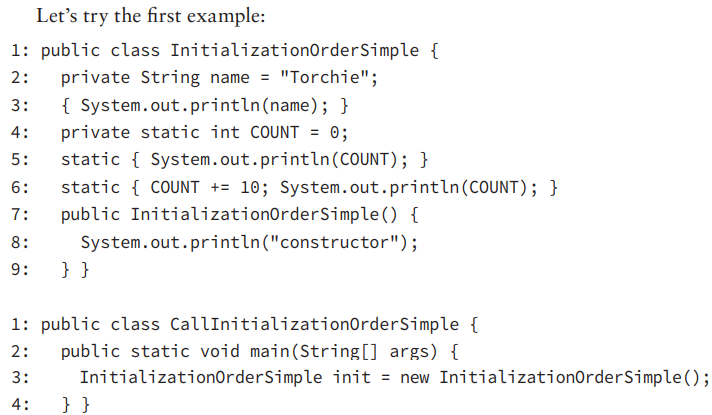 Let’s try the first example:
1: public class InitializationOrderSimple {
2:   private String name = "Torchie";
3:   { System.out.println(name); }
4:   private static int COUNT = 0;
5:   static { System.out.println(COUNT); }
6:   static { COUNT += 10; System.out.println(COUNT); }
7:   public InitializationOrderSimple() {
8:     System.out.println("constructor");
9:   } }
1: public class CallInitializationOrderSimple {
2:   public static void main(String[] args) {
3:     InitializationOrderSimple init = new InitializationOrderSimple();
4:   } }